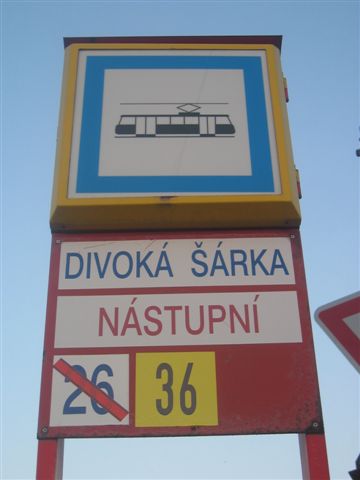 DIVOKÁ ŠÁRKA
NÁSTUPNÍ
26 36